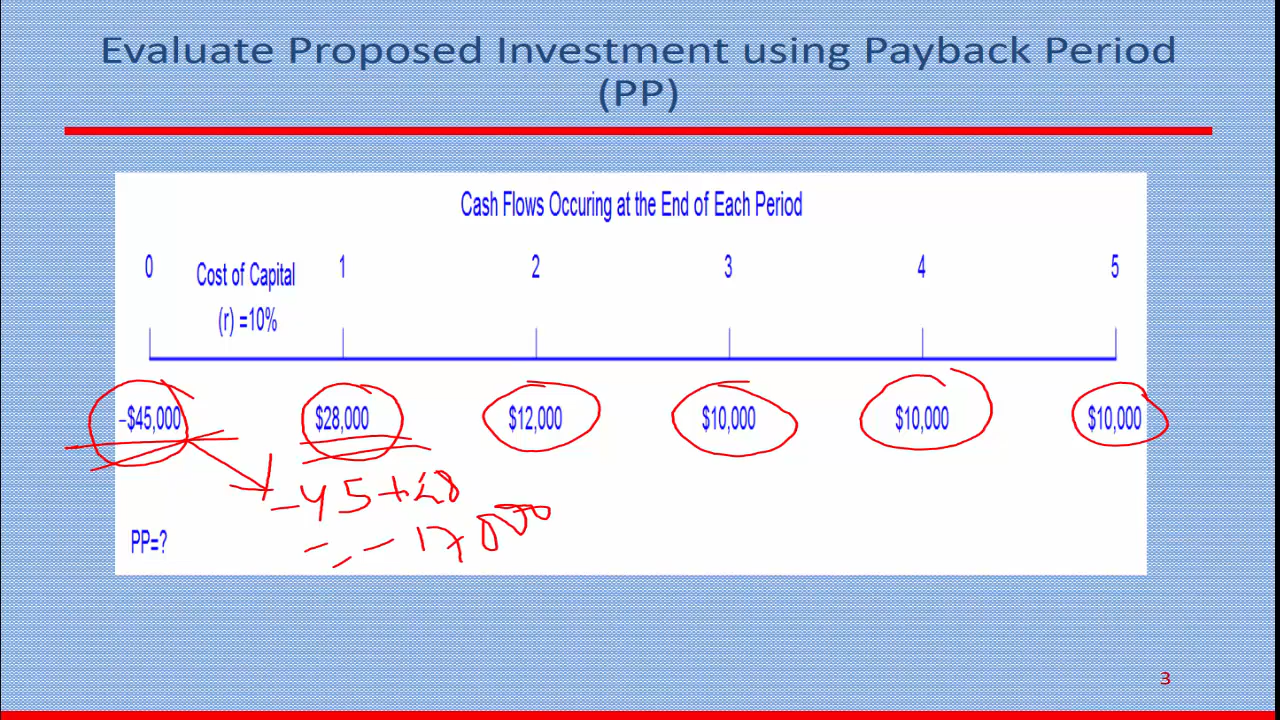 Evaluate Proposed Investment using Payback Period
(PP)
Cash Flows Occuring at the End of Each Period
0 Cost of Capital 1 2 3 4 5
(r) =10%
–$45,000 $28,000 $12,000 $10,000 $10,000 $10,000
-45+28
= -17000
PP=?
3